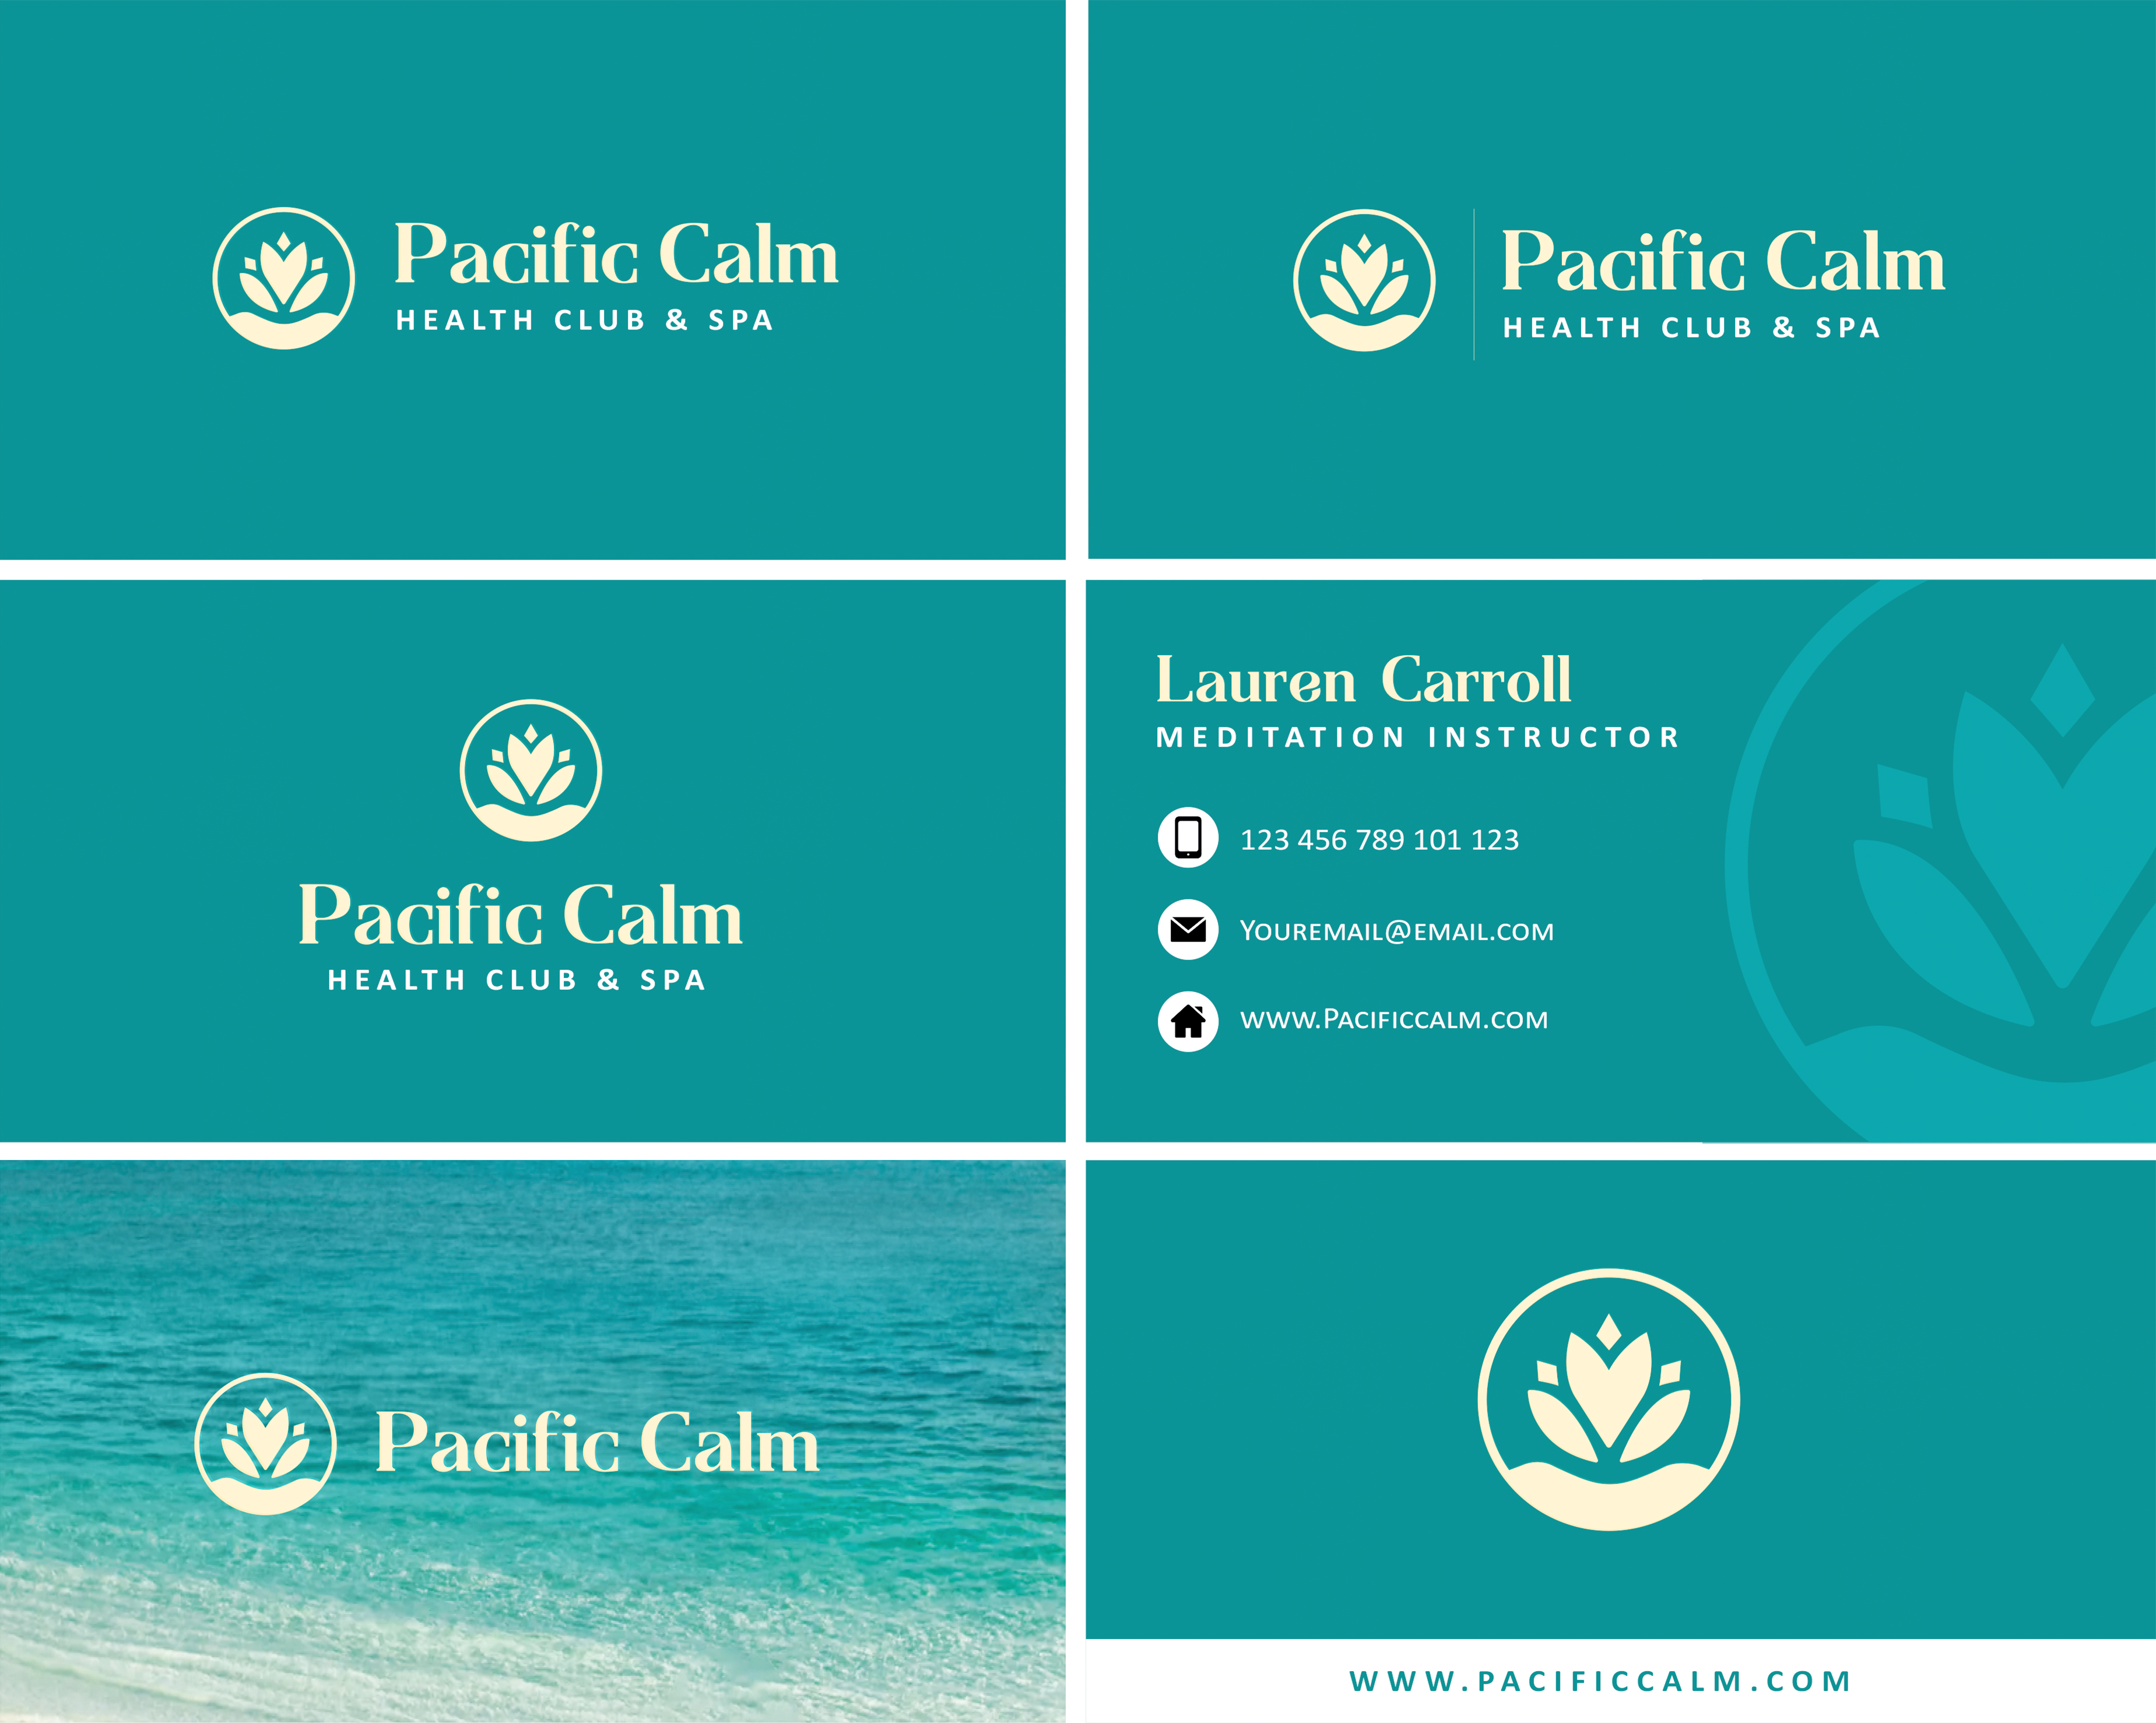 Pacific Calm
HEALTH CLUB & SPA
Pacific Calm
HEALTH CLUB & SPA
Pacific Calm
HEALTH CLUB & SPA
Lauren Carroll
MEDITATION INSTRUCTOR
123 456 789 101 123
Youremail@email.com
www.Pacificcalm.com
Pacific Calm
WWW.PACIFICCALM.COM